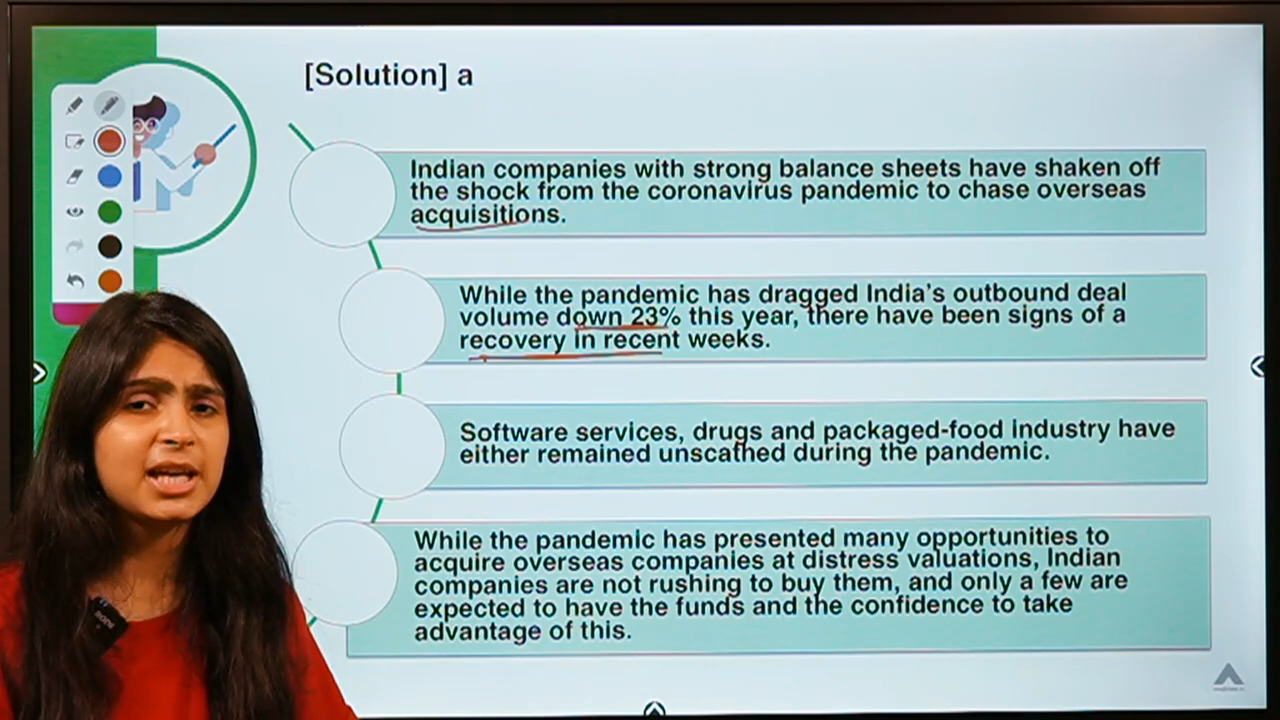 [Solution] a
Indian companies with strong balance sheets have shaken off
the shock from the coronavirus pandemic to chase overseas
acquisitions.
While the pandemic has dragged India's outbound deal
volume down 23% this year, there have been signs of a
recovery in recent weeks.
Software services, drugs and packaged-food industry have
either remained unscathed during the pandemic.
While the pandemic has presented many opportunities to
acquire overseas companies at distress valuations, Indian
companies are not rushing to buy them, and only a few are
expected to have the funds and the confidence to take
advantage of this.